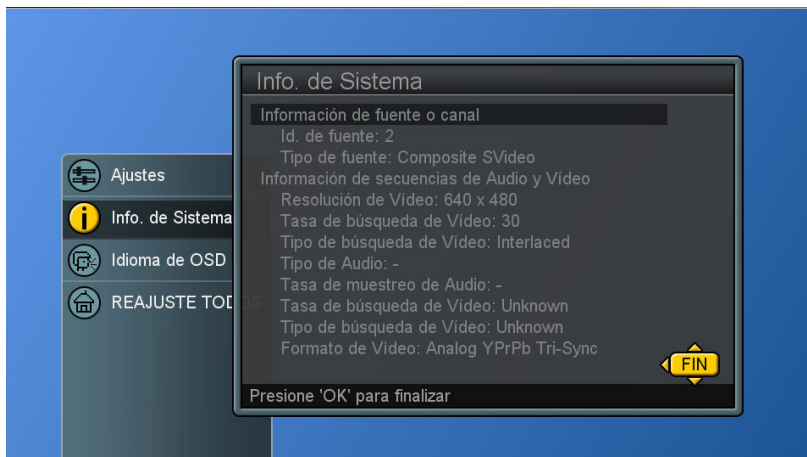 Info. de Sistema
Información de fuente o canal
Id. de fuente: 2
Tipo de fuente: Composite SVideo
Información de secuencias de Audio y Vídeo
Resolución de Vídeo: 640 x 480
Tasa de búsqueda de Vídeo: 30
Tipo de búsqueda de Vídeo: Interlaced
Tipo de Audio: -
Tasa de muestreo de Audio: -
Tasa de búsqueda de Vídeo: Unknown
Tipo de búsqueda de Vídeo: Unknown
Formato de Vídeo: Analog YPrPb Tri-Sync
FIN
Presione 'OK' para finalizar
Ajustes
Info. de Sistema
Idioma de OSD
REAJUSTE TODOS